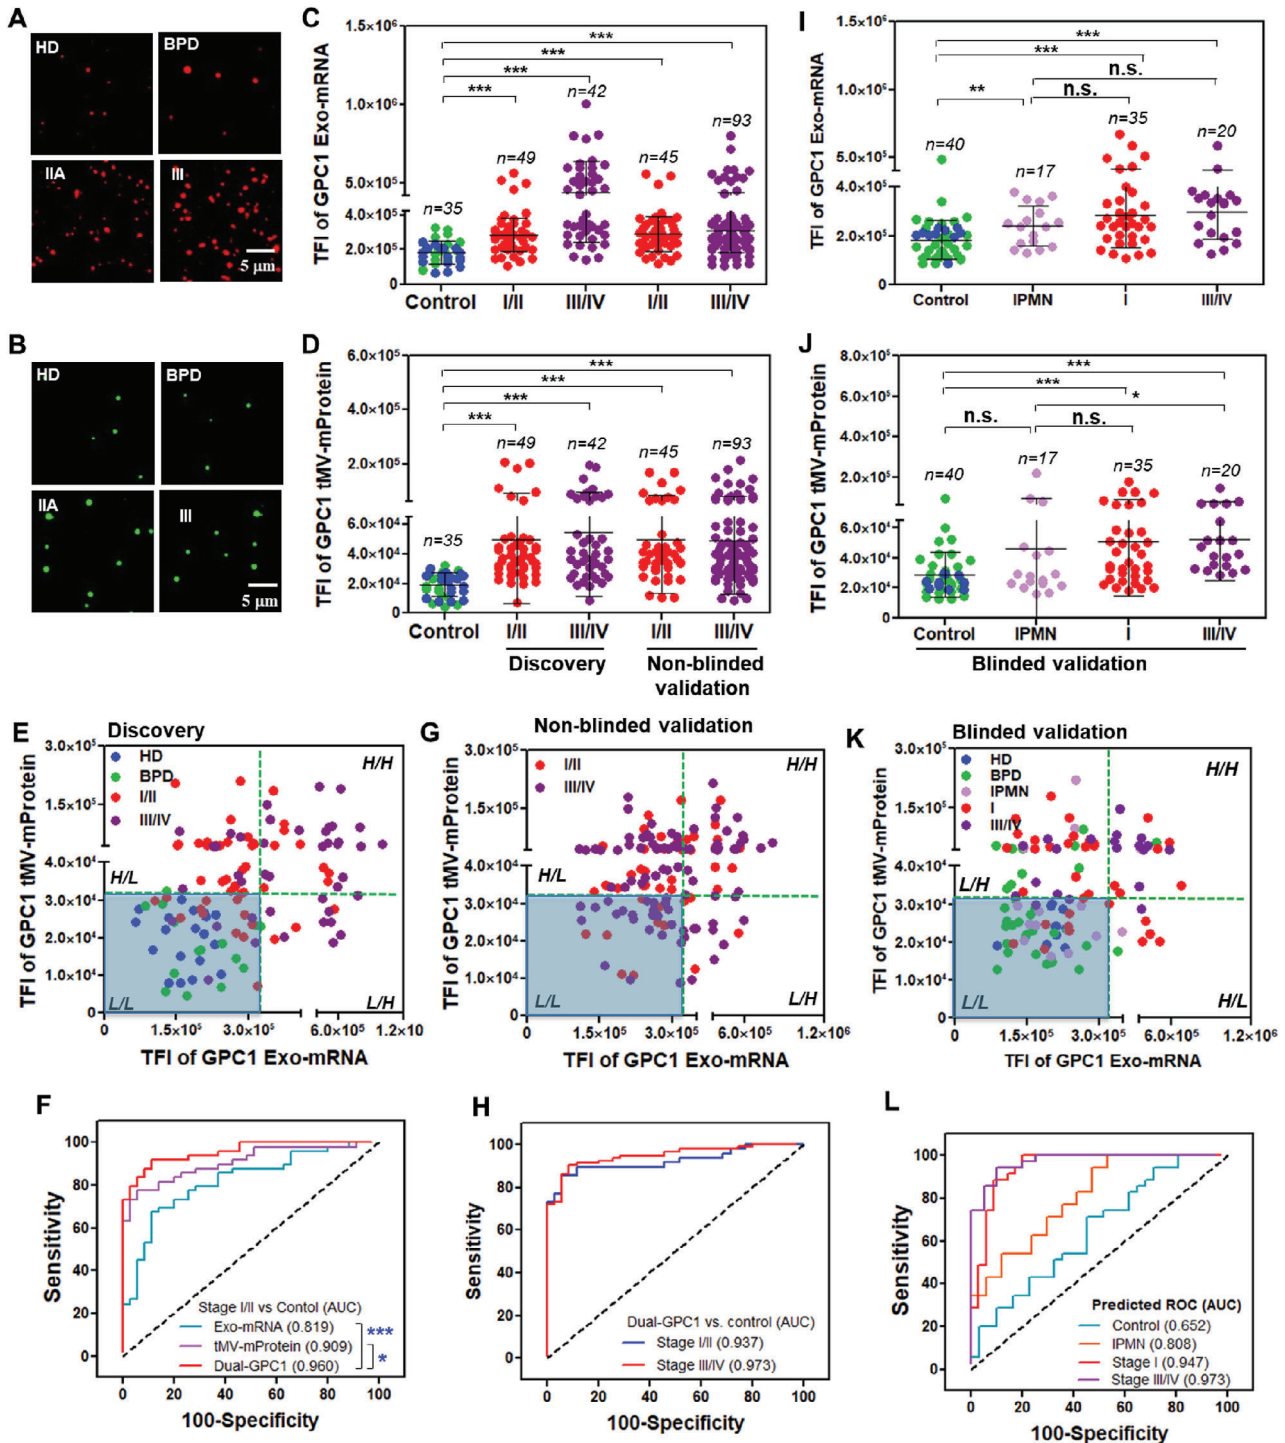 A
HD
BPD
IIA
III
5 µm
B
HD
BPD
IIA
III
5 µm
C
TFI of GPC1 Exo-mRNA
1.5×10⁶
1.0×10⁶
5.0×10⁵
4.0×10⁵
2.0×10⁵
0
***
***
***
***
n=35
n=49
n=42
n=45
n=93
Control
I/II
III/IV
I/II
III/IV
D
TFI of GPC1 tMV-mProtein
6.0×10⁵
4.0×10⁵
2.0×10⁵
6.0×10⁴
4.0×10⁴
2.0×10⁴
0
***
***
***
***
n=35
n=49
n=42
n=45
n=93
Control
I/II
III/IV
I/II
III/IV
Discovery
Non-blinded
validation
I
TFI of GPC1 Exo-mRNA
1.5×10⁶
1.0×10⁶
5.0×10⁵
4.0×10⁵
2.0×10⁵
0
***
***
n.s.
**
n.s.
n=40
n=17
n=35
n=20
Control
IPMN
I
III/IV
J
TFI of GPC1 tMV-mProtein
8.0×10⁵
6.0×10⁵
4.0×10⁵
2.0×10⁵
6.0×10⁴
4.0×10⁴
2.0×10⁴
0
***
***
*
n.s.
n.s.
n=40
n=17
n=35
n=20
Control
IPMN
I
III/IV
Blinded validation
E
Discovery
TFI of GPC1 tMV-mProtein
3.0×10⁵
1.5×10⁵
4.0×10⁴
3.0×10⁴
2.0×10⁴
1.0×10⁴
0
HD
BPD
I/II
III/IV
H/H
H/L
L/L
L/H
0
1.5×10⁵
3.0×10⁵
6.0×10⁵
1.2×10
TFI of GPC1 Exo-mRNA
G
Non-blinded validation
TFI of GPC1 tMV-mProtein
3.0×10⁵
1.5×10⁵
4.0×10⁴
3.0×10⁴
2.0×10⁴
1.0×10⁴
0
I/II
III/IV
H/H
H/L
L/L
L/H
0
1.5×10⁵
3.0×10⁵
6.0×10⁵
1.2×10⁶
TFI of GPC1 Exo-mRNA
K
Blinded validation
TFI of GPC1 tMV-mProtein
3.0×10⁵
1.5×10⁵
4.0×10⁴
3.0×10⁴
2.0×10⁴
1.0×10⁴
0
HD
BPD
IPMN
I
III/IV
H/H
L/H
L/L
H/L
0
1.5×10⁵
3.0×10⁵
6.0×10⁵
1.2×10⁶
TFI of GPC1 Exo-mRNA
F
Sensitivity
100
80
60
40
20
0
Stage I/II vs Contol (AUC)
Exo-mRNA (0.819)
tMV-mProtein (0.909)
Dual-GPC1 (0.960)
***
*
0
20
40
60
80
100
100-Specificity
H
Sensitivity
100
80
60
40
20
0
Dual-GPC1 vs. control (AUC)
Stage I/II (0.937)
Stage III/IV (0.973)
0
20
40
60
80
100
100-Specificity
L
Sensitivity
100
80
60
40
20
0
Predicted ROC (AUC)
Control (0.652)
IPMN (0.808)
Stage I (0.947)
Stage III/IV (0.973)
0
20
40
60
80
100
100-Specificity